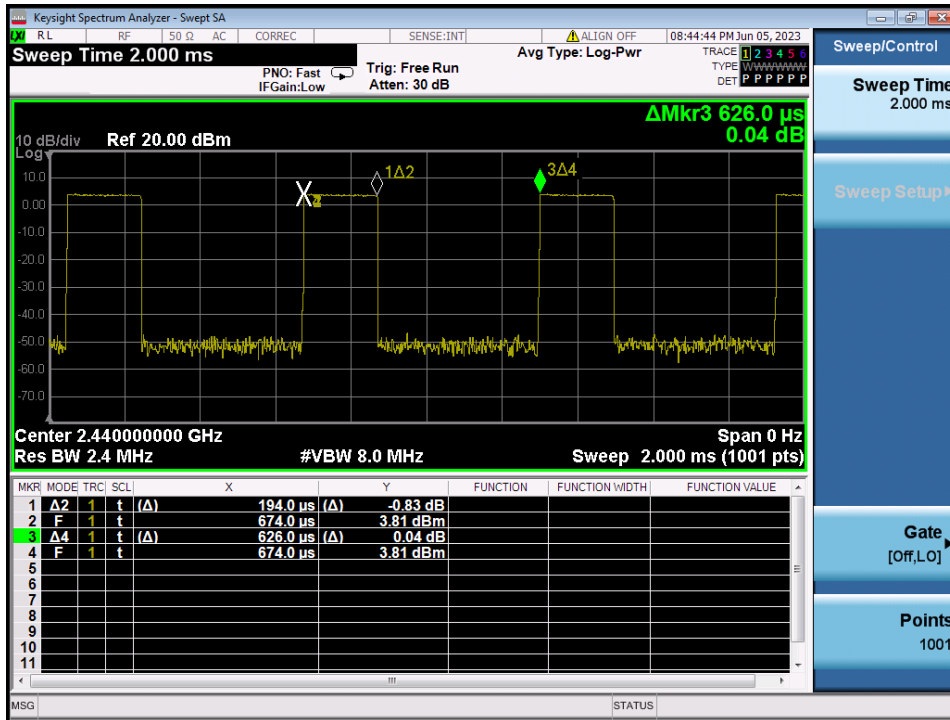 Keysight Spectrum Analyzer - Swept SA
LXI RL RF 50 Ω AC CORREC SENSE:INT ALIGN OFF 08:44:44 PM Jun 05, 2023
Sweep Time 2.000 ms
PNO: Fast
IFGain:Low
Trig: Free Run
Atten: 30 dB
Avg Type: Log-Pwr
TRACE 1 2 3 4 5 6
TYPE WWWWWW
DET P P P P P P
ΔMkr3 626.0 µs
0.04 dB
10 dB/div Ref 20.00 dBm
Log
10.0
0.00
-10.0
-20.0
-30.0
-40.0
-50.0
-60.0
-70.0
X
1Δ2
3Δ4
Center 2.440000000 GHz Span 0 Hz
Res BW 2.4 MHz #VBW 8.0 MHz Sweep 2.000 ms (1001 pts)
MKR MODE TRC SCL X Y FUNCTION FUNCTION WIDTH FUNCTION VALUE
1 Δ2 1 t (Δ) 194.0 µs (Δ) -0.83 dB
2 F 1 t 674.0 µs 3.81 dBm
3 Δ4 1 t (Δ) 626.0 µs (Δ) 0.04 dB
4 F 1 t 674.0 µs 3.81 dBm
5
6
7
8
9
10
11
MSG STATUS
Sweep/Control
Sweep Time
2.000 ms
Sweep Setup
Gate
[Off,LO]
Points
1001